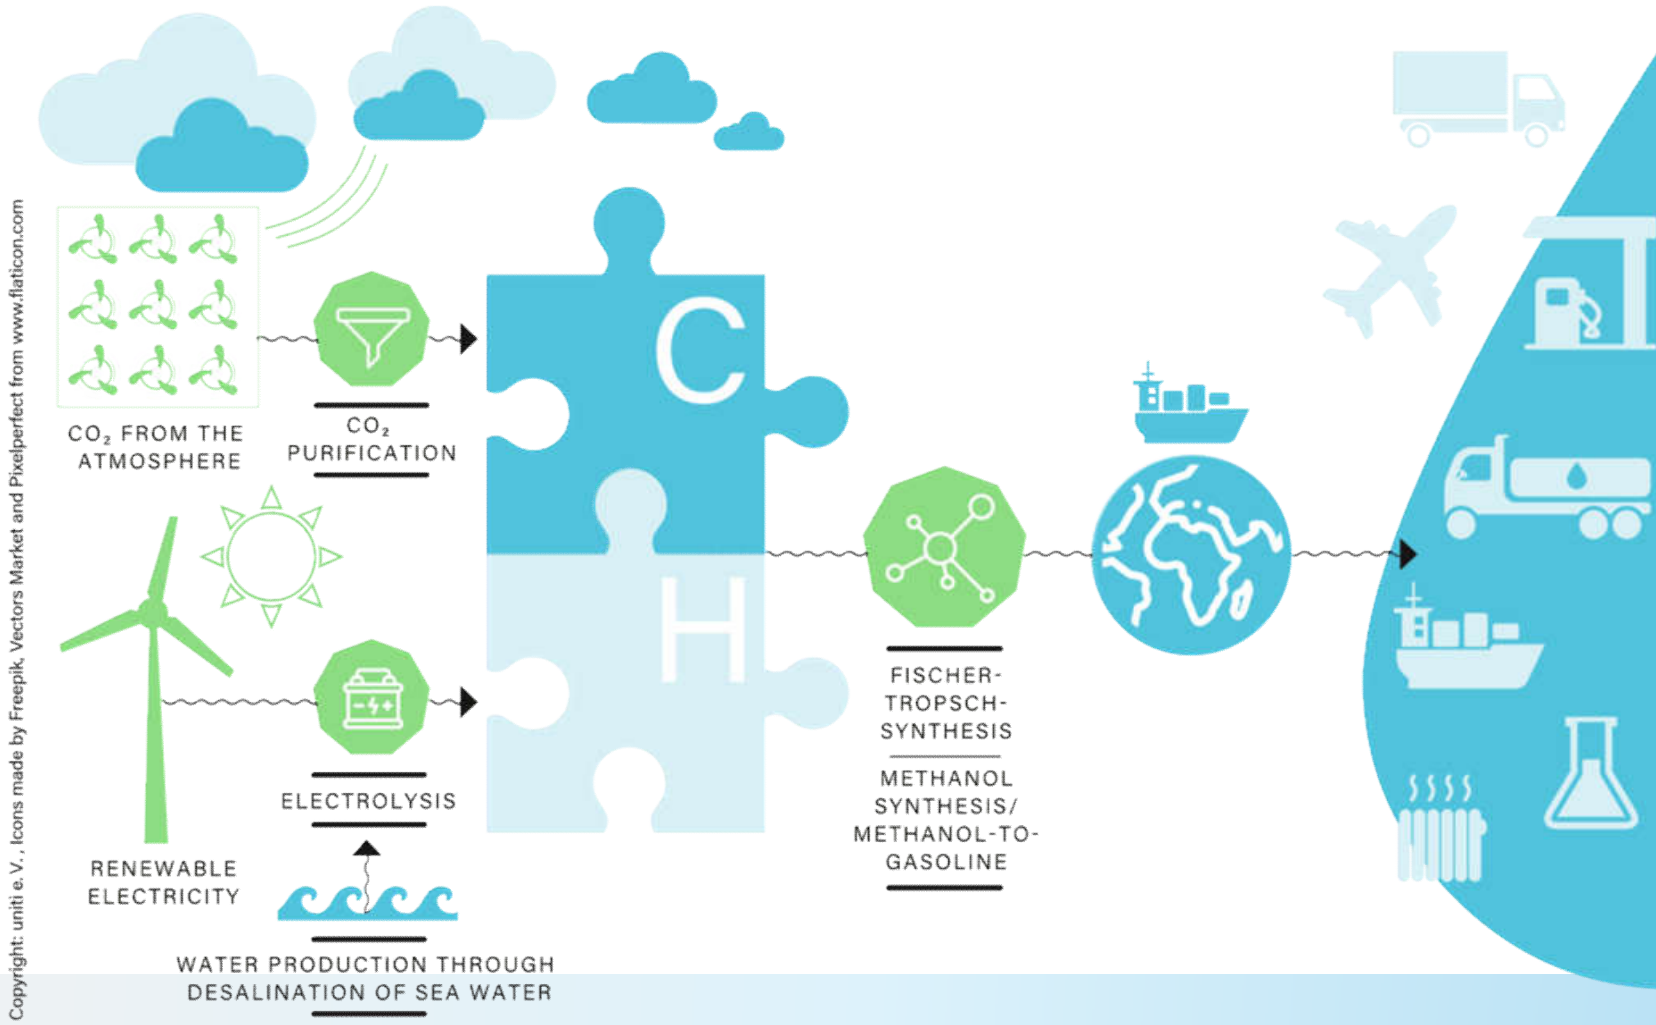 Copyright: uniti e. V. , Icons made by Freepik, Vectors Market and Pixelperfect from www.flaticon.com
CO₂ FROM THE
ATMOSPHERE
CO₂
PURIFICATION
C
H
RENEWABLE
ELECTRICITY
ELECTROLYSIS
WATER PRODUCTION THROUGH
DESALINATION OF SEA WATER
FISCHER-
TROPSCH-
SYNTHESIS
METHANOL
SYNTHESIS/
METHANOL-TO-
GASOLINE